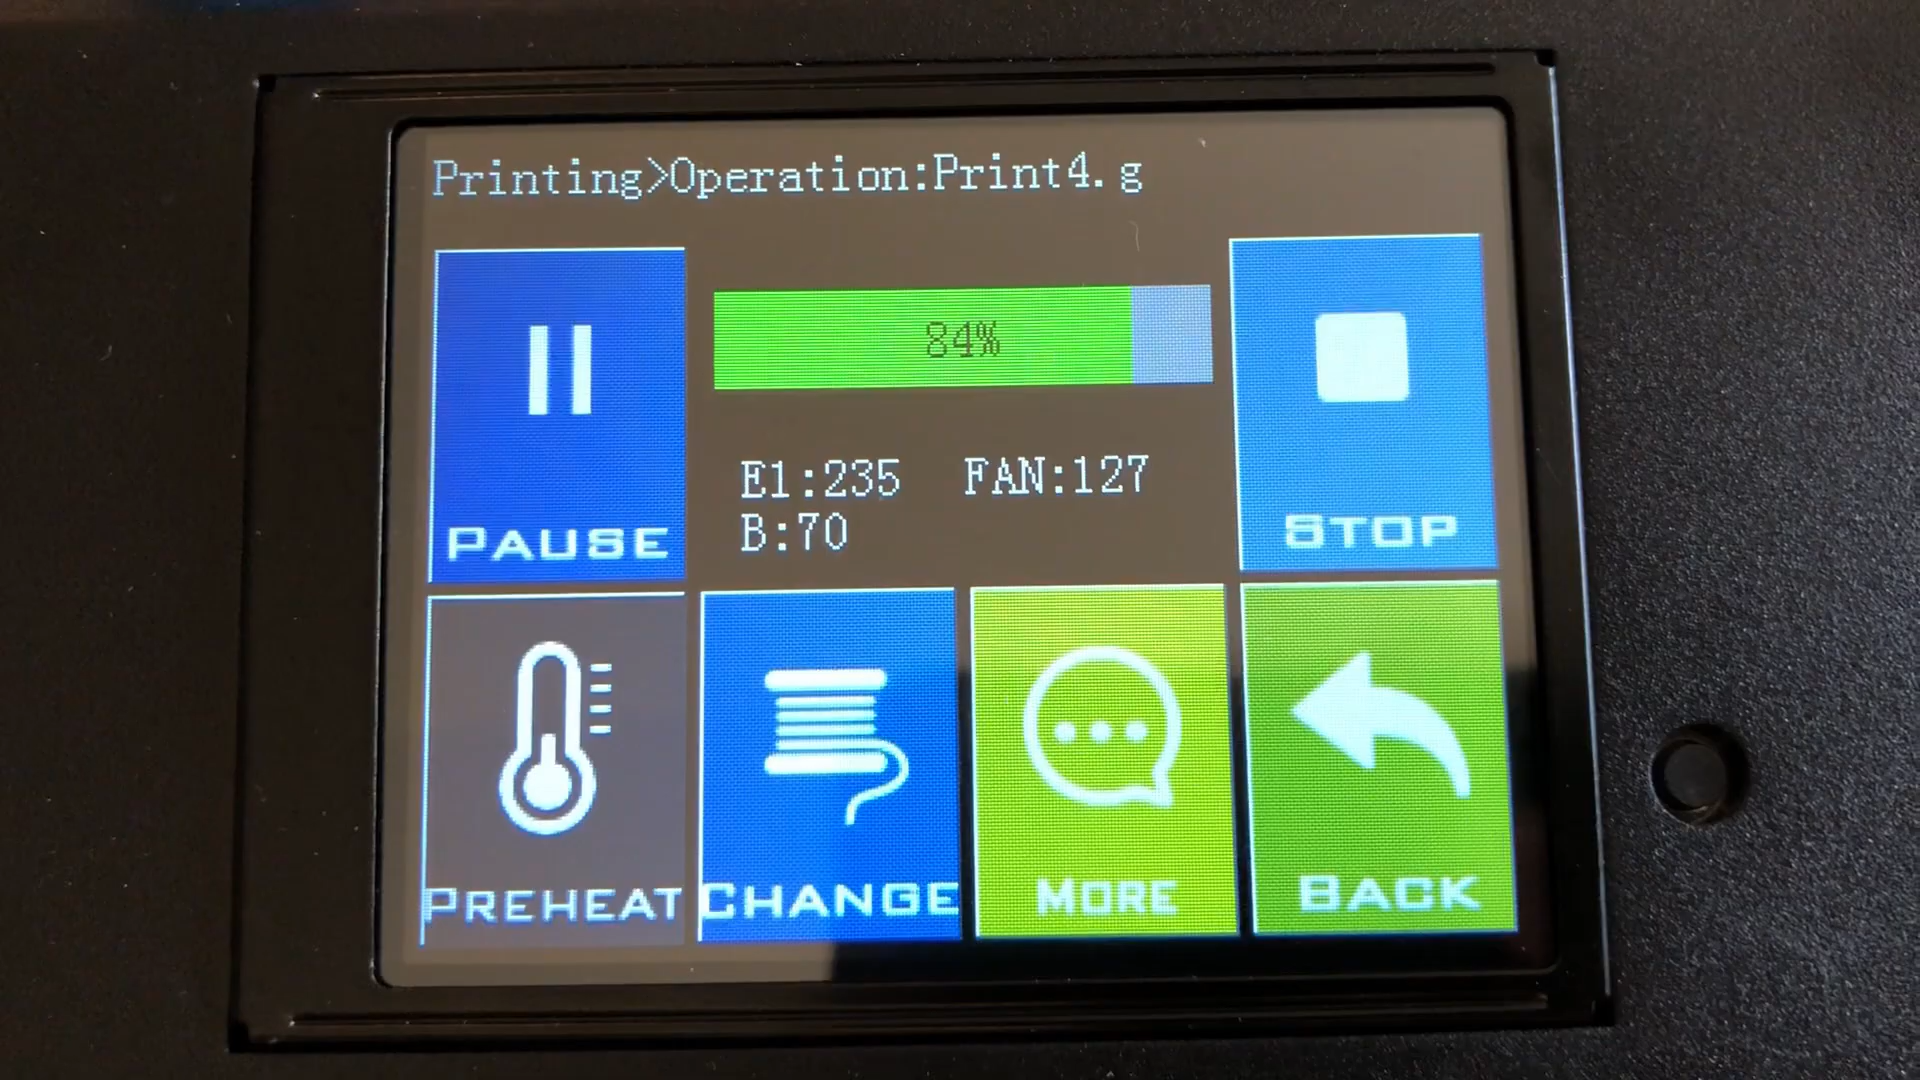 Printing>Operation:Print4.g
84%
E1:235 FAN:127
B:70
PAUSE
STOP
PREHEAT
CHANGE
MORE
BACK